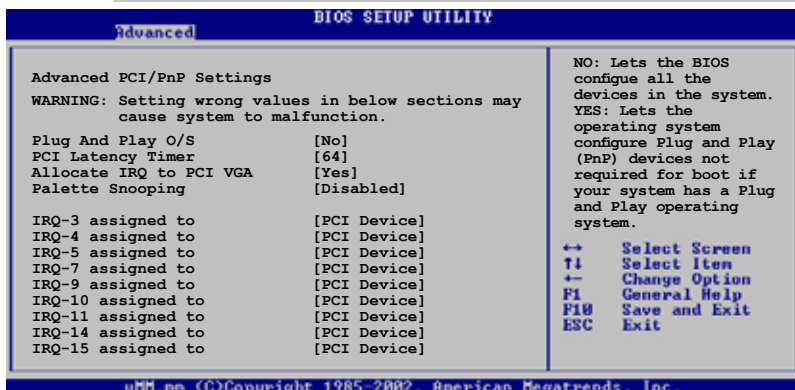 BIOS SETUP UTILITY
Advanced
Advanced PCI/PnP Settings
WARNING: Setting wrong values in below sections may
cause system to malfunction.
Plug And Play O/S [No]
PCI Latency Timer [64]
Allocate IRQ to PCI VGA [Yes]
Palette Snooping [Disabled]
IRQ-3 assigned to [PCI Device]
IRQ-4 assigned to [PCI Device]
IRQ-5 assigned to [PCI Device]
IRQ-7 assigned to [PCI Device]
IRQ-9 assigned to [PCI Device]
IRQ-10 assigned to [PCI Device]
IRQ-11 assigned to [PCI Device]
IRQ-14 assigned to [PCI Device]
IRQ-15 assigned to [PCI Device]
NO: Lets the BIOS
configue all the
devices in the system.
YES: Lets the
operating system
configure Plug and Play
(PnP) devices not
required for boot if
your system has a Plug
and Play operating
system.
↔ Select Screen
↑↓ Select Item
+- Change Option
F1 General Help
F10 Save and Exit
ESC Exit
(C)Copyright 1985-2002, American Megatrends, Inc.